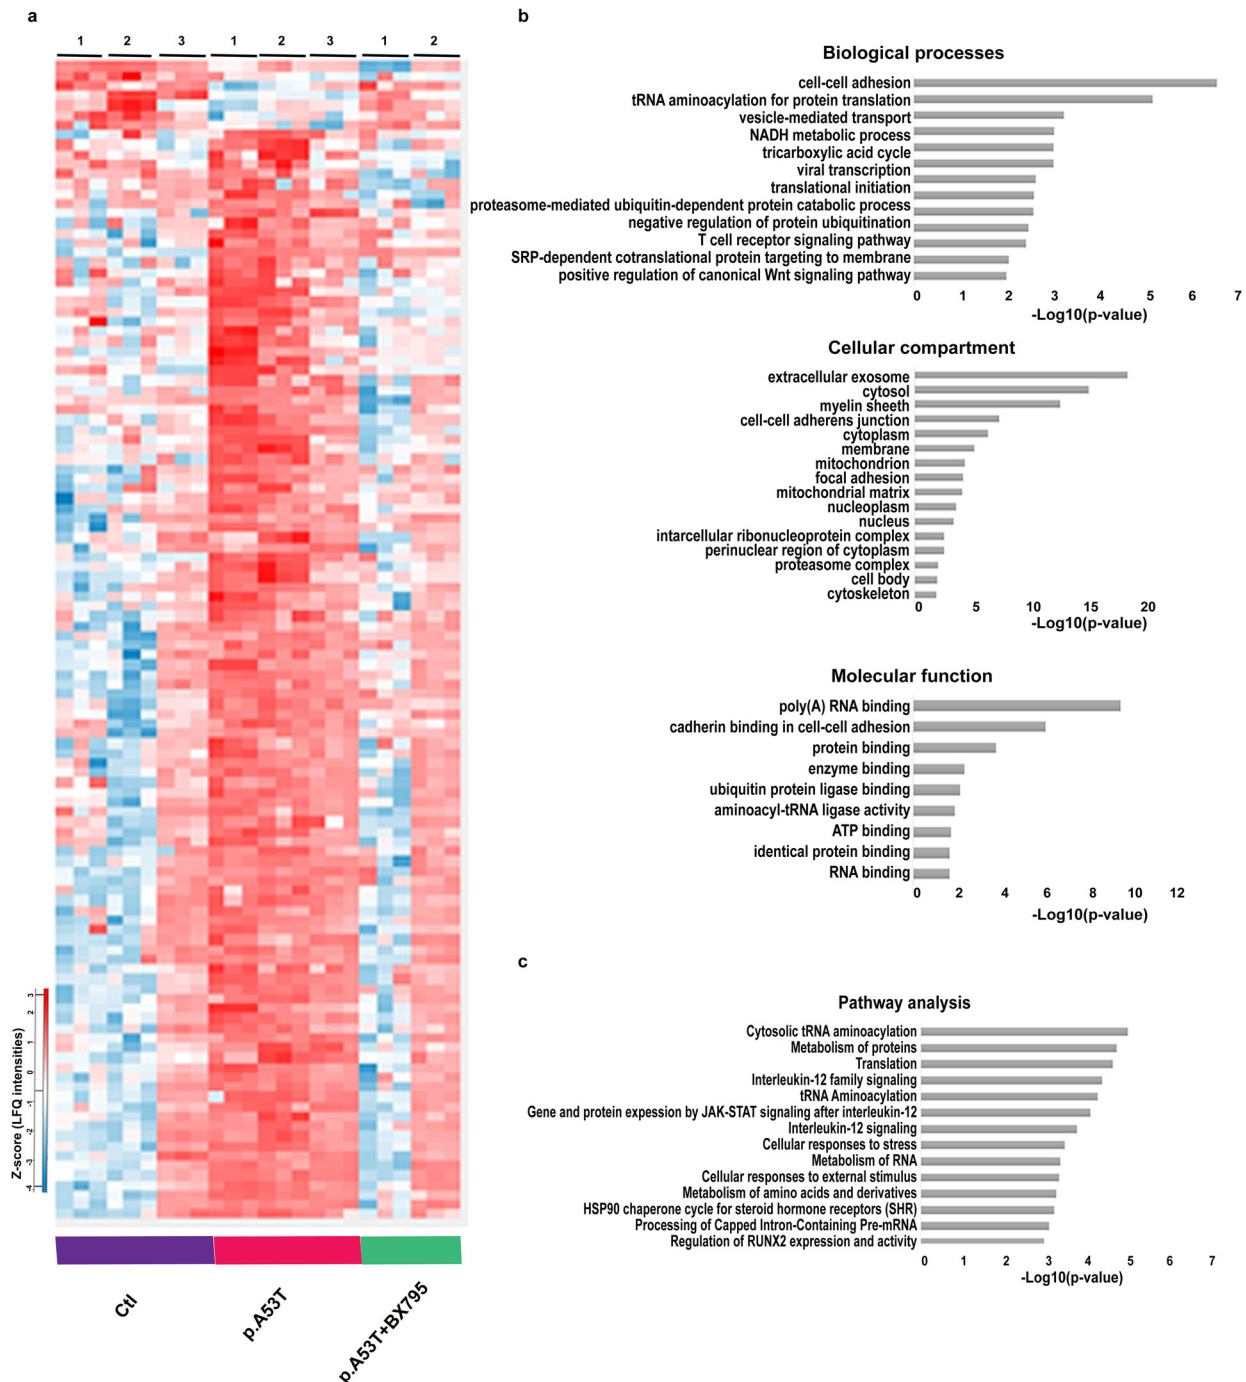 a
1 2 3 1 2 3 1 2
Z-score (LFQ intensities)
3 2 1 0 -1 -2 -3 -4
Ctl
p.A53T
p.A53T+BX795
b
Biological processes
cell-cell adhesion
tRNA aminoacylation for protein translation
vesicle-mediated transport
NADH metabolic process
tricarboxylic acid cycle
viral transcription
translational initiation
proteasome-mediated ubiquitin-dependent protein catabolic process
negative regulation of protein ubiquitination
T cell receptor signaling pathway
SRP-dependent cotranslational protein targeting to membrane
positive regulation of canonical Wnt signaling pathway
0 1 2 3 4 5 6 7
-Log10(p-value)
Cellular compartment
extracellular exosome
cytosol
myelin sheeth
cell-cell adherens junction
cytoplasm
membrane
mitochondrion
focal adhesion
mitochondrial matrix
nucleoplasm
nucleus
intarcellular ribonucleoprotein complex
perinuclear region of cytoplasm
proteasome complex
cell body
cytoskeleton
0 5 10 15 20
-Log10(p-value)
Molecular function
poly(A) RNA binding
cadherin binding in cell-cell adhesion
protein binding
enzyme binding
ubiquitin protein ligase binding
aminoacyl-tRNA ligase activity
ATP binding
identical protein binding
RNA binding
0 2 4 6 8 10 12
-Log10(p-value)
c
Pathway analysis
Cytosolic tRNA aminoacylation
Metabolism of proteins
Translation
Interleukin-12 family signaling
tRNA Aminoacylation
Gene and protein expession by JAK-STAT signaling after interleukin-12
Interleukin-12 signaling
Cellular responses to stress
Metabolism of RNA
Cellular responses to external stimulus
Metabolism of amino acids and derivatives
HSP90 chaperone cycle for steroid hormone receptors (SHR)
Processing of Capped Intron-Containing Pre-mRNA
Regulation of RUNX2 expression and activity
0 1 2 3 4 5 6 7
-Log10(p-value)